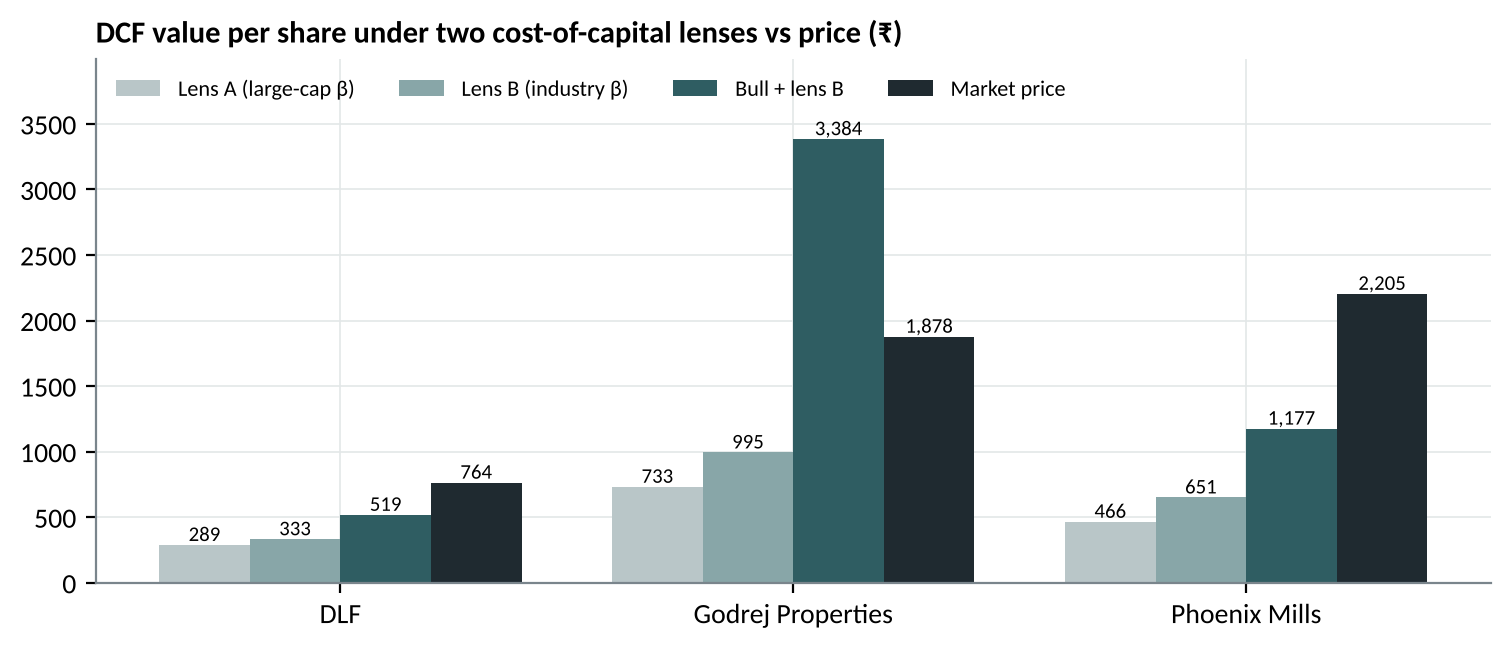 DCF value per share under two cost-of-capital lenses vs price (₹)
Lens A (large-cap β) Lens B (industry β) Bull + lens B Market price
3500
3000
2500
2000
1500
1000
500
0
289 333 519 764
733 995 3,384 1,878
466 651 1,177 2,205
DLF Godrej Properties Phoenix Mills